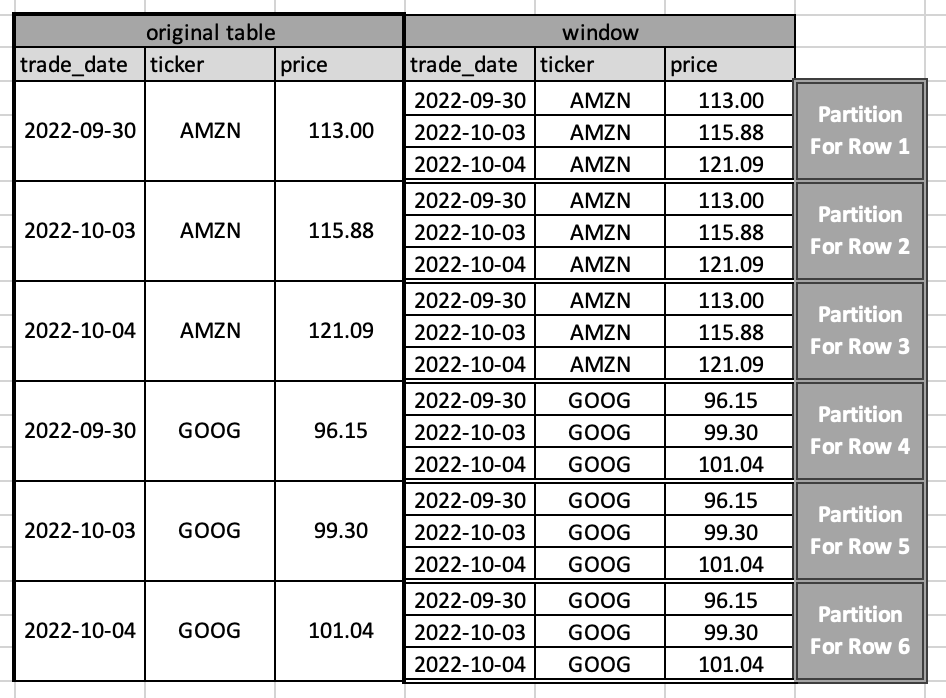 original table window
trade_date ticker price trade_date ticker price
2022-09-30 AMZN 113.00
2022-09-30 AMZN 113.00
2022-10-03 AMZN 115.88
2022-10-04 AMZN 121.09
Partition
For Row 1
2022-10-03 AMZN 115.88
2022-09-30 AMZN 113.00
2022-10-03 AMZN 115.88
2022-10-04 AMZN 121.09
Partition
For Row 2
2022-10-04 AMZN 121.09
2022-09-30 AMZN 113.00
2022-10-03 AMZN 115.88
2022-10-04 AMZN 121.09
Partition
For Row 3
2022-09-30 GOOG 96.15
2022-09-30 GOOG 96.15
2022-10-03 GOOG 99.30
2022-10-04 GOOG 101.04
Partition
For Row 4
2022-10-03 GOOG 99.30
2022-09-30 GOOG 96.15
2022-10-03 GOOG 99.30
2022-10-04 GOOG 101.04
Partition
For Row 5
2022-10-04 GOOG 101.04
2022-09-30 GOOG 96.15
2022-10-03 GOOG 99.30
2022-10-04 GOOG 101.04
Partition
For Row 6